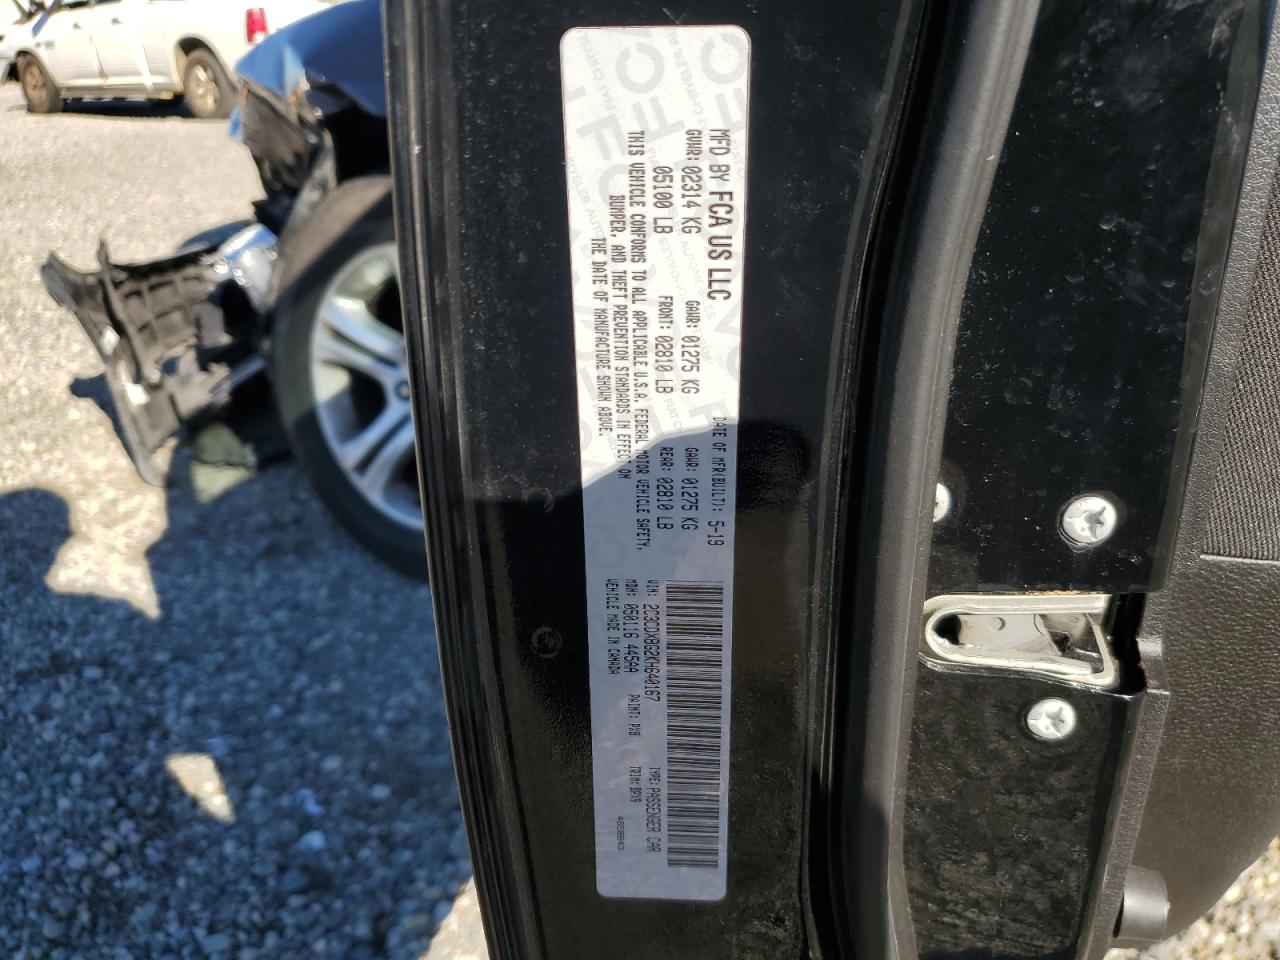 MFD BY FCA US LLC
DATE OF MFR(BUILT): 5-19
GVWR: 02314 KG
GAWR: 01275 KG
GAWR: 01275 KG
05100 LB
FRONT: 02810 LB
REAR: 02810 LB
THIS VEHICLE CONFORMS TO ALL APPLICABLE U.S.A. FEDERAL MOTOR VEHICLE SAFETY,
BUMPER, AND THEFT PREVENTION STANDARDS IN EFFECT ON
THE DATE OF MANUFACTURE SHOWN ABOVE.
VIN: 2C3CDXBG2KH640167
TYPE: PASSENGER CAR
MDH: 050116 445AA
PAINT: PX8
TRIM: BPX9
VEHICLE MADE IN CANADA